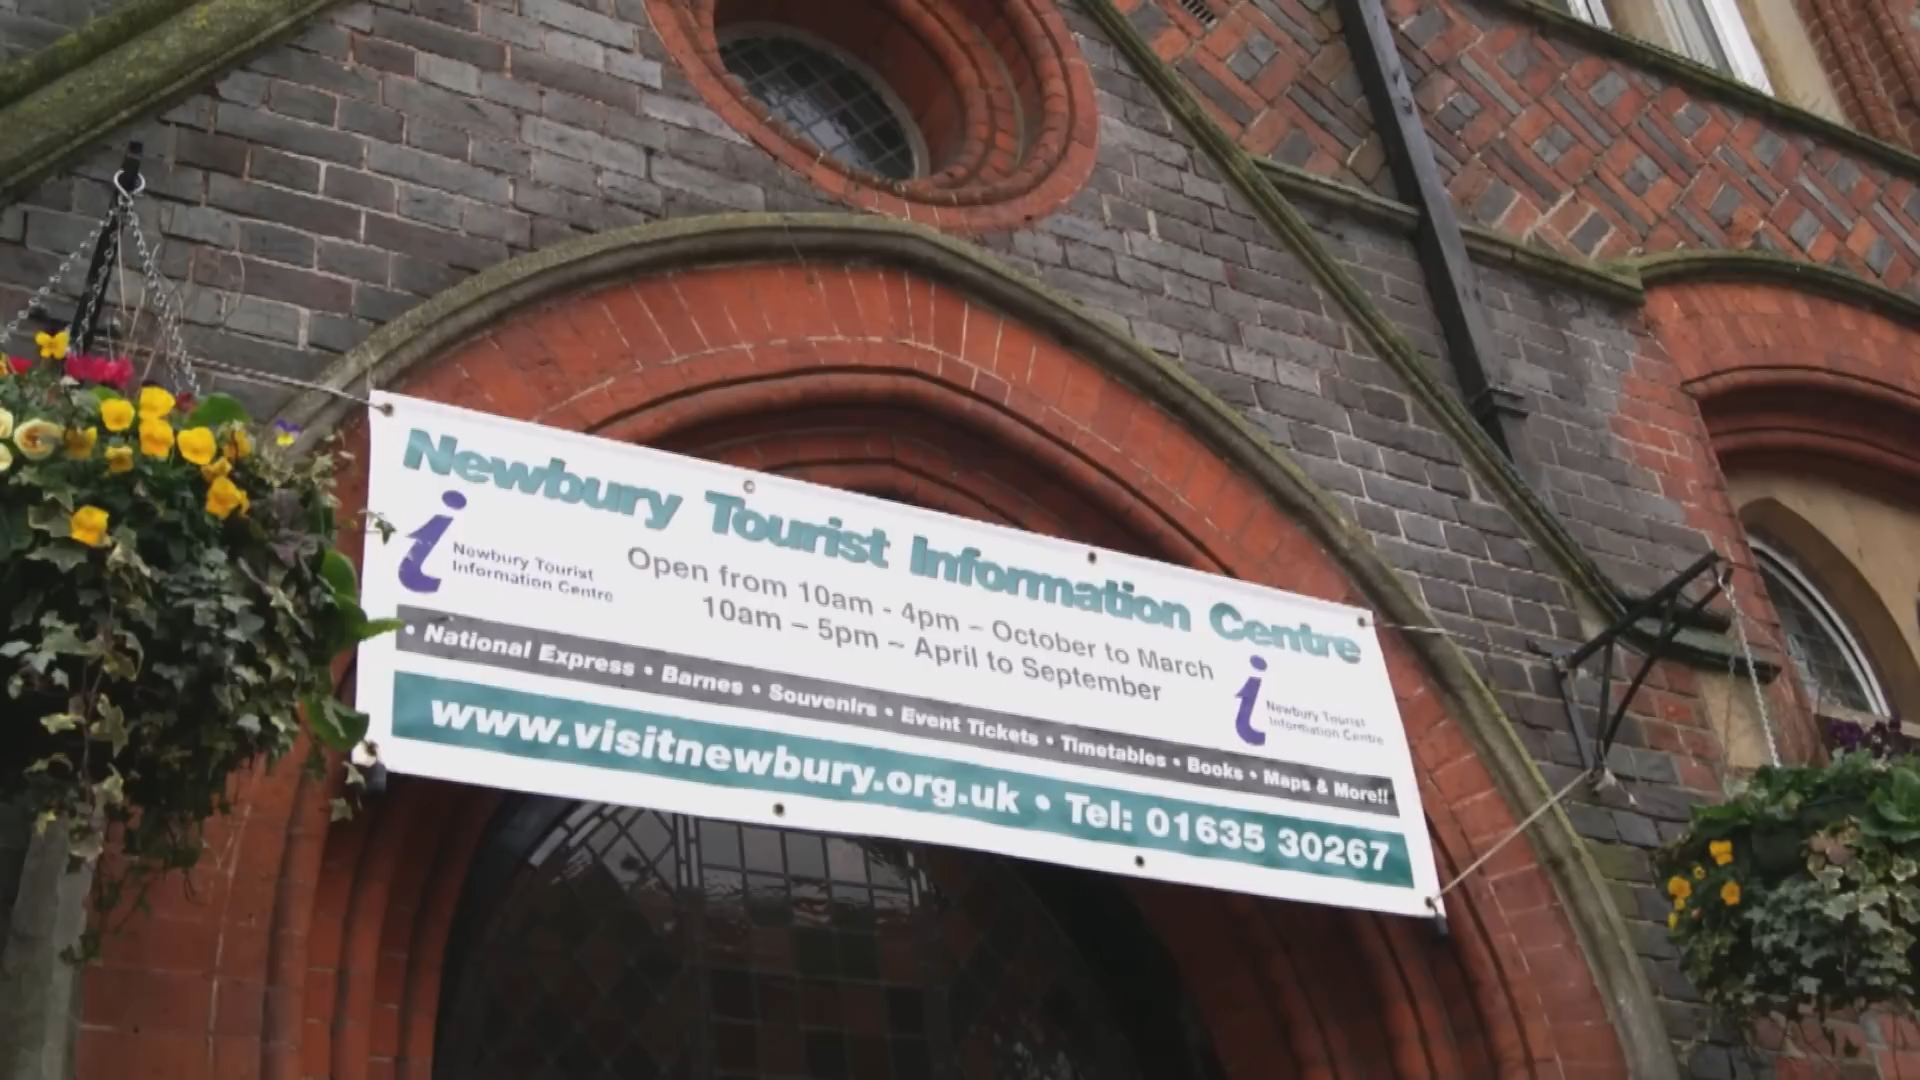 Newbury Tourist Information Centre
i Newbury Tourist
Information Centre
Open from 10am - 4pm – October to March
10am – 5pm – April to September
i Newbury Tourist
Information Centre
• National Express • Barnes • Souvenirs • Event Tickets • Timetables • Books • Maps & More!!
www.visitnewbury.org.uk • Tel: 01635 30267